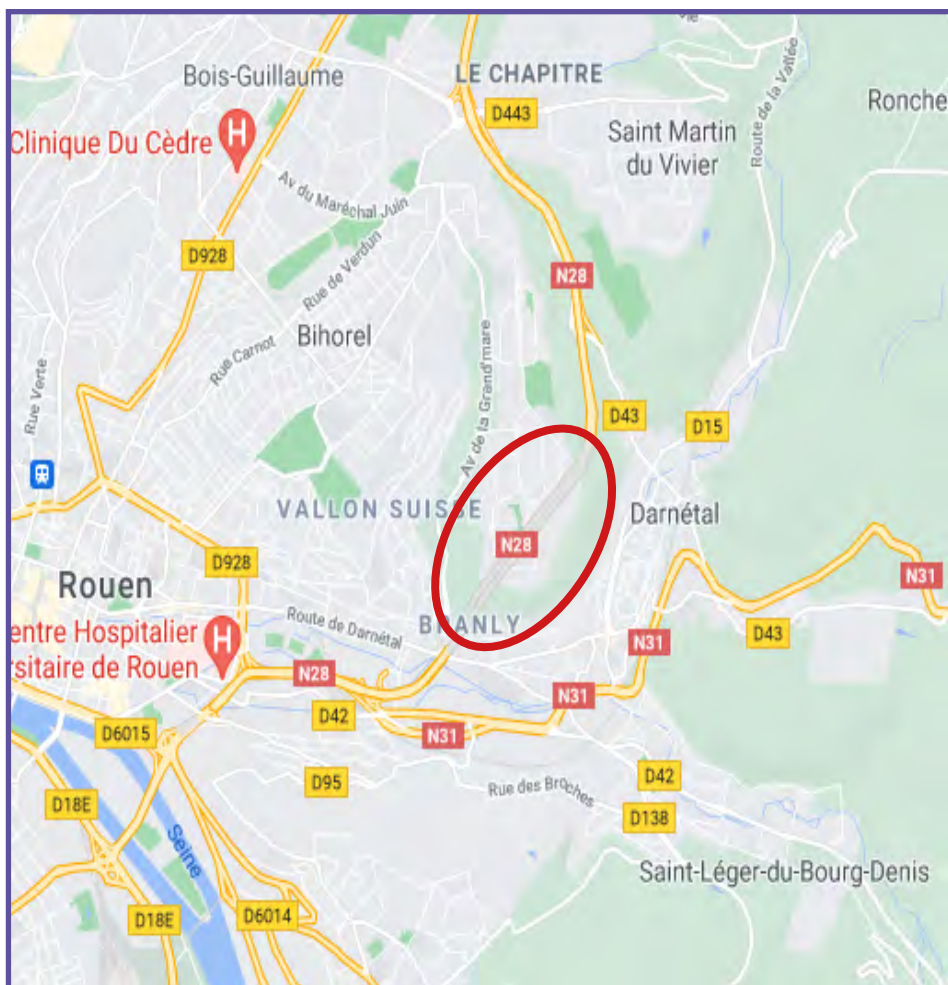 Vie
Bois-Guillaume
LE CHAPITRE
Route de la Vallée
Ronche
D443
Clinique Du Cèdre
H
Saint Martin
du Vivier
Av du Maréchal Juin
D928
Rue de Verdun
N28
Bihorel
Rue Carnot
Rue Verte
Av de la Grand'mare
D43
D15
VALLON SUISSE
Darnétal
N28
D928
N31
Rouen
Route de Darnétal
BRANLY
D43
entre Hospitalier
rsitaire de Rouen
H
N31
N28
N31
D42
D6015
N31
D95
D42
Rue des Broches
D18E
D138
Seine
Saint-Léger-du-Bourg-Denis
D18E
D6014